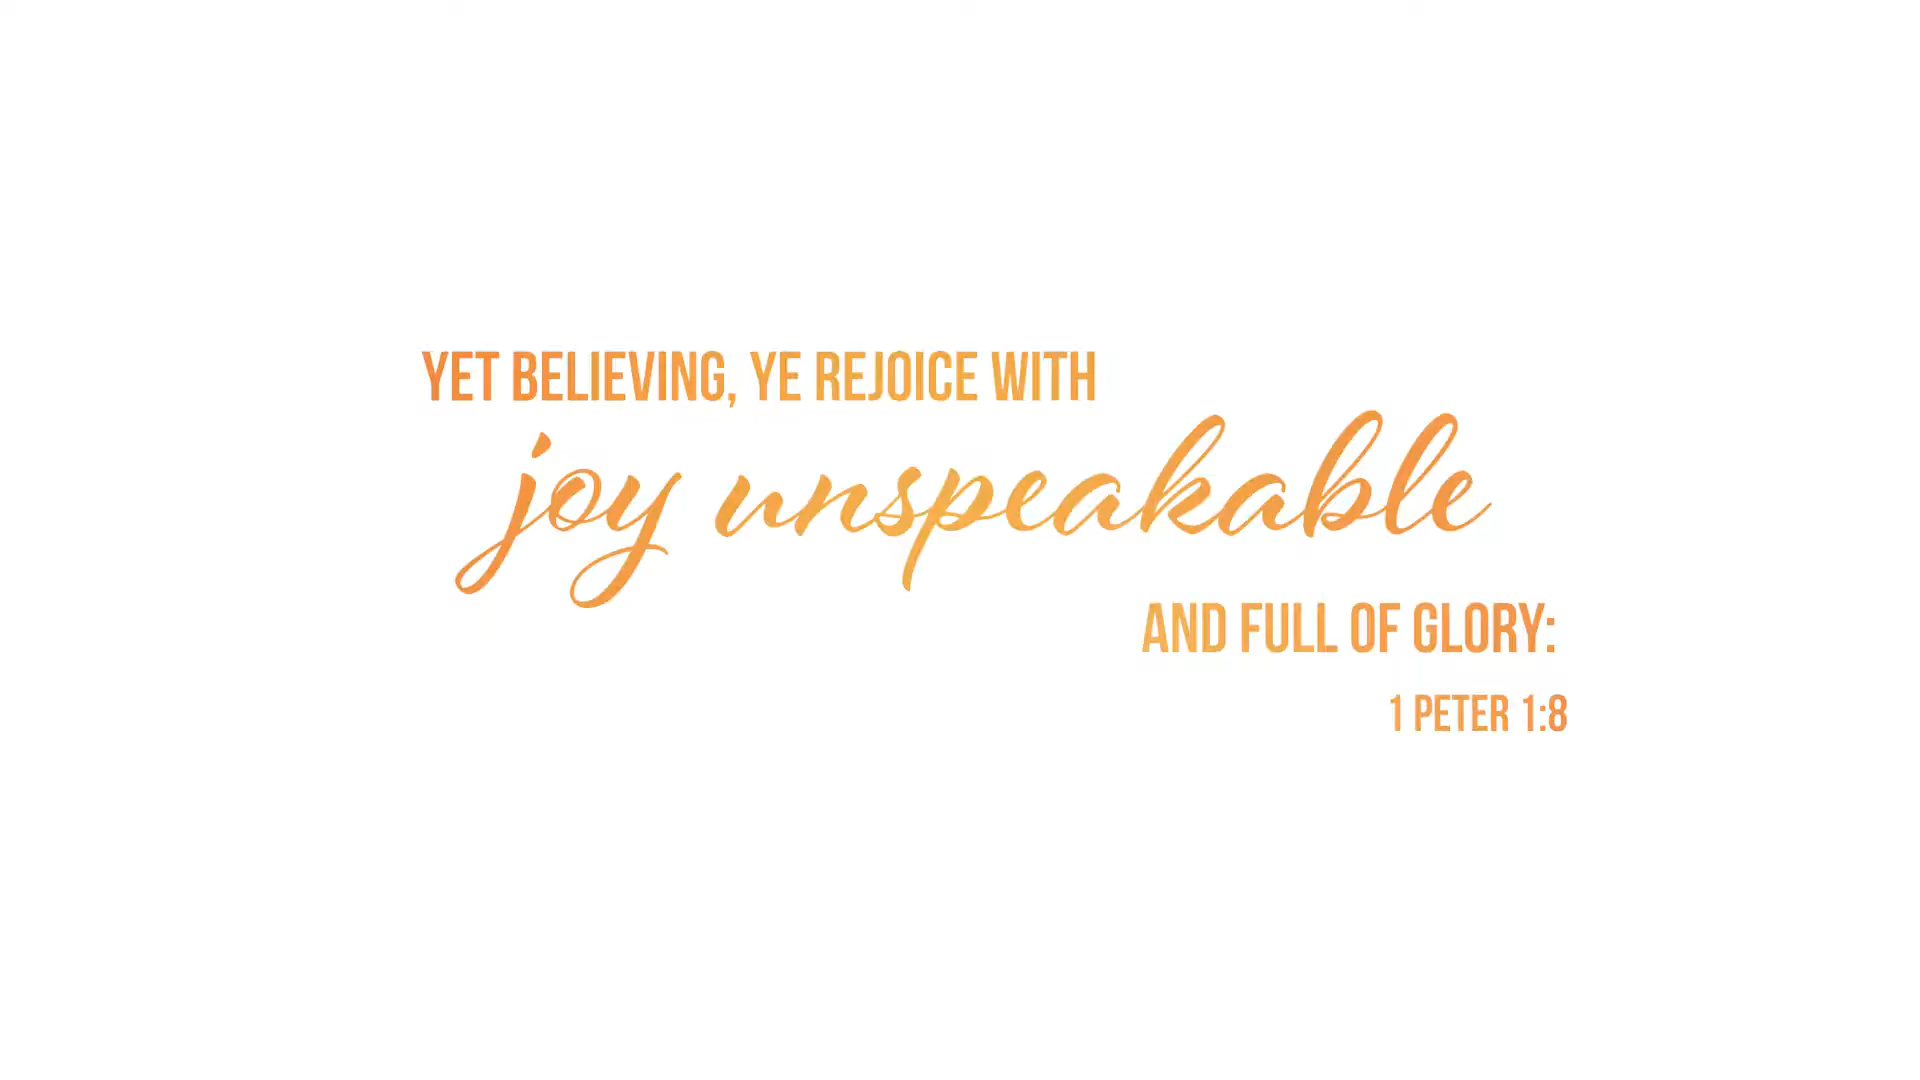 YET BELIEVING, YE REJOICE WITH
joy unspeakable
AND FULL OF GLORY:
1 PETER 1:8